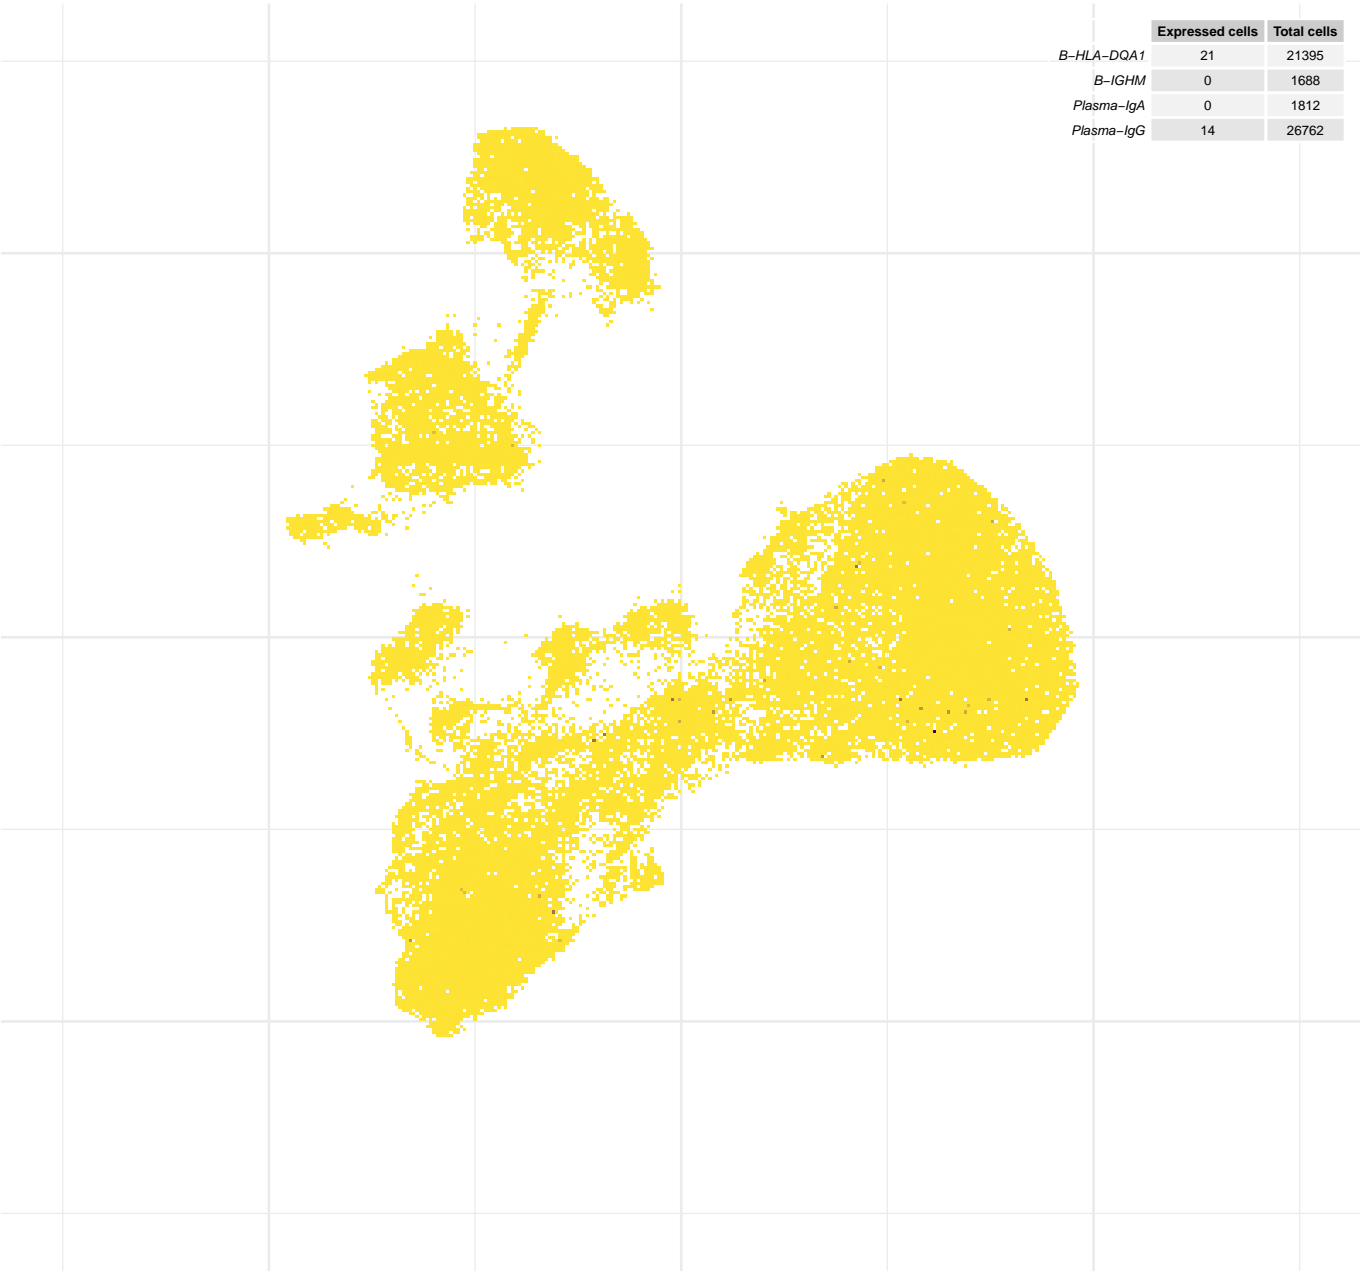 Expressed cells Total cells
B−HLA−DQA1 21 21395
B−IGHM 0 1688
Plasma−IgA 0 1812
Plasma−IgG 14 26762